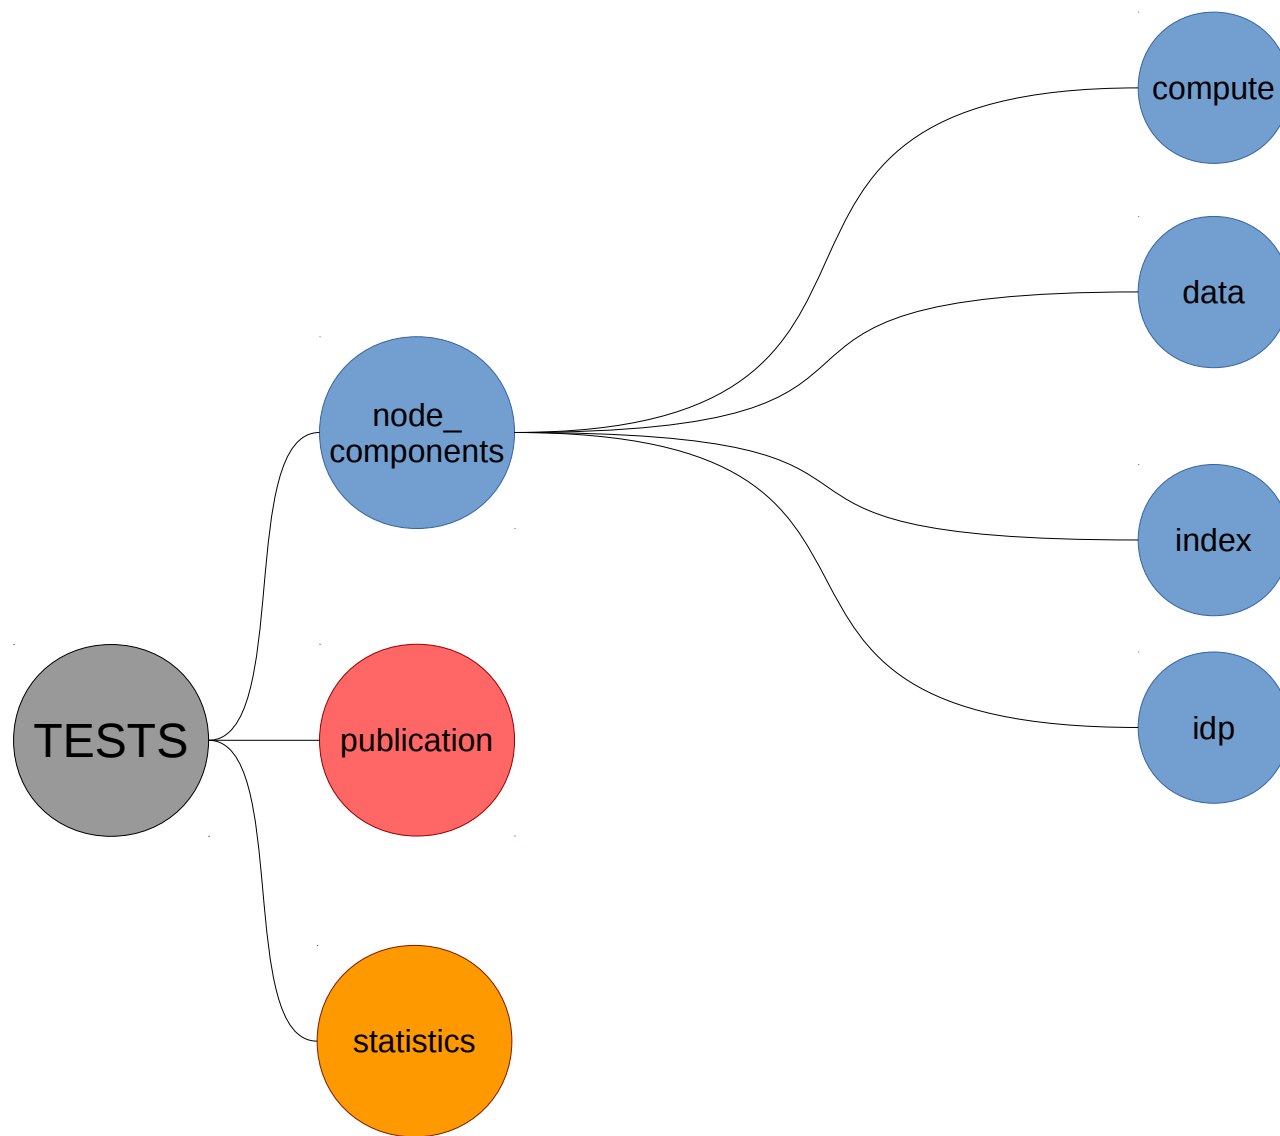 compute
data
node_
components
index
TESTS
publication
idp
statistics